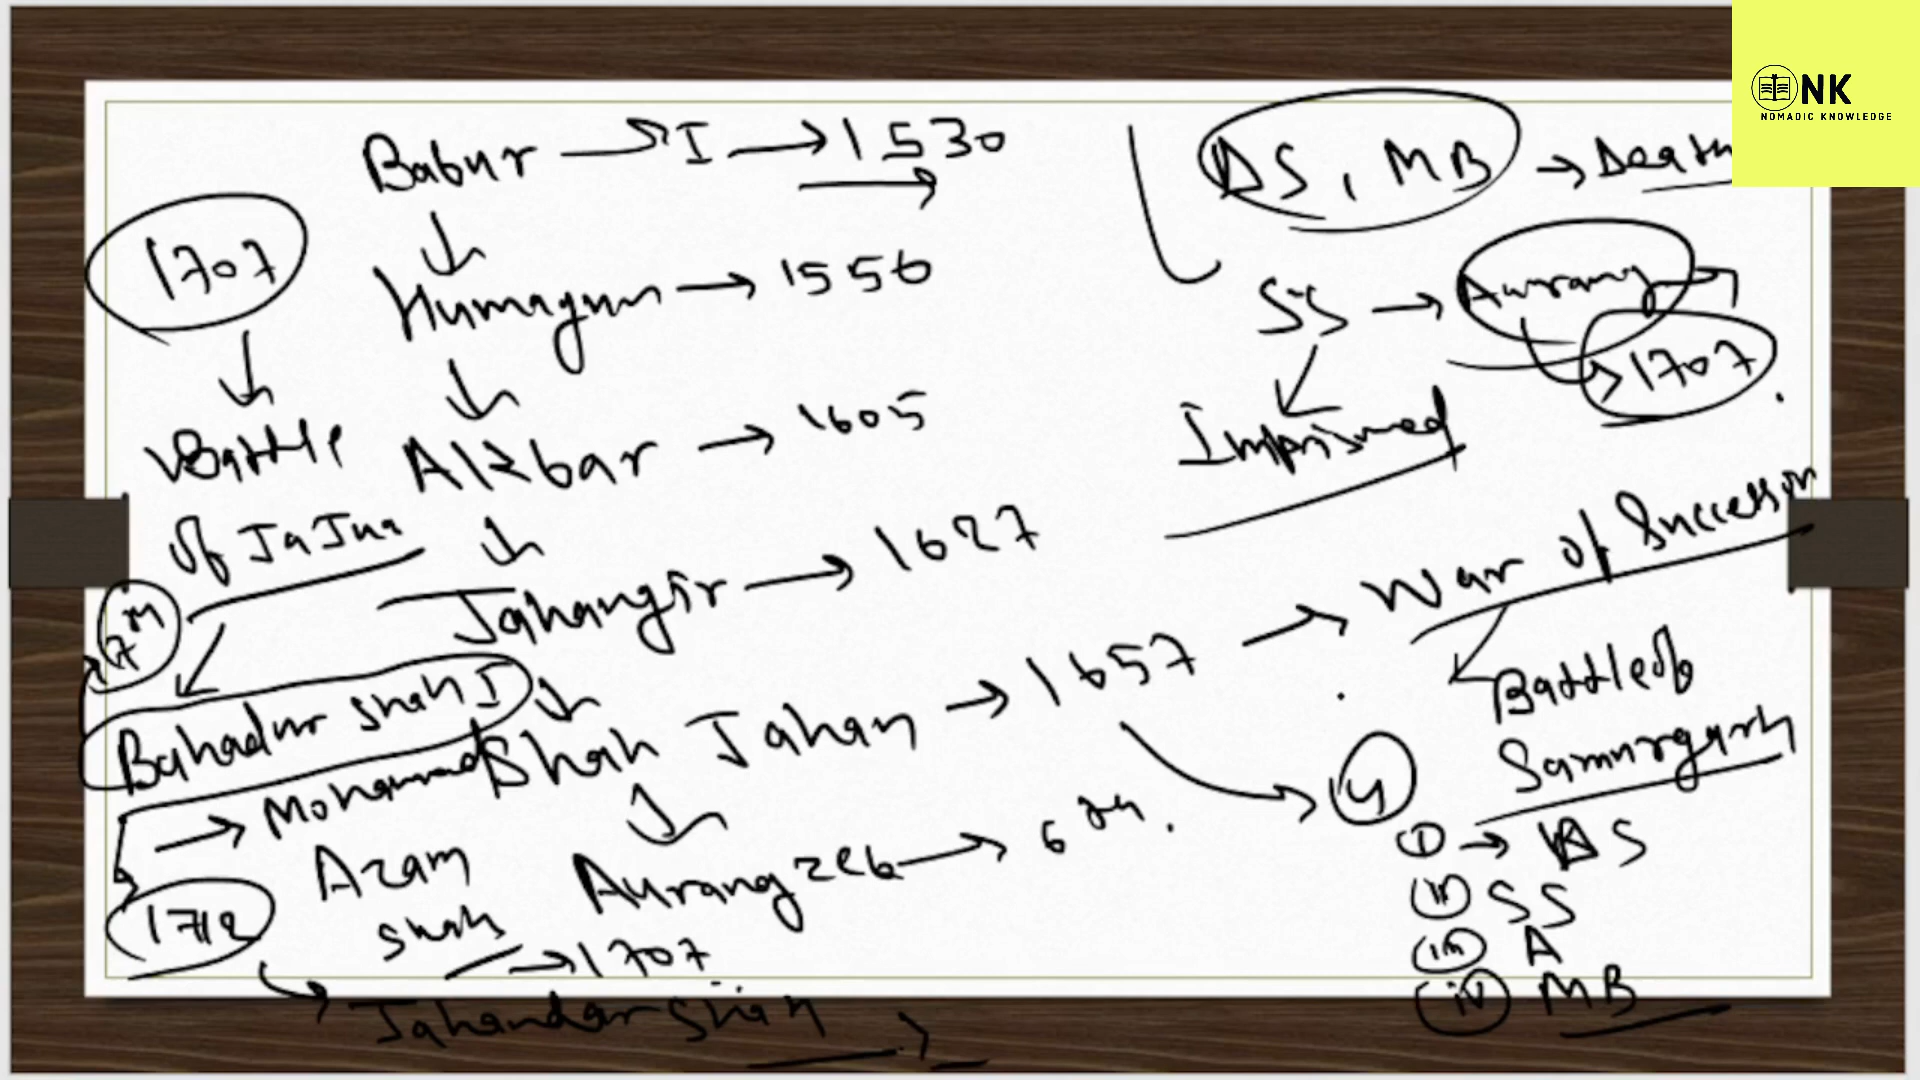 Babur → I → 1530
Humayun → 1556
Akbar → 1605
Jahangir → 1627
Shah Jahan → 1657 → War of Succession
Aurangzeb → 6th.
1707
Battle
of JaJua
7th
Bahadur Shah I
→ Mohammad
Azam
Shah
→ 1707
1712
Jahandar Shah
DS, MB → Death
SS → Aurang
→ 1707
Imprisoned
Battle of
Samurgarh
4
(i) → DS
(ii) SS
(iii) A
(iv) MB
NK
NOMADIC KNOWLEDGE